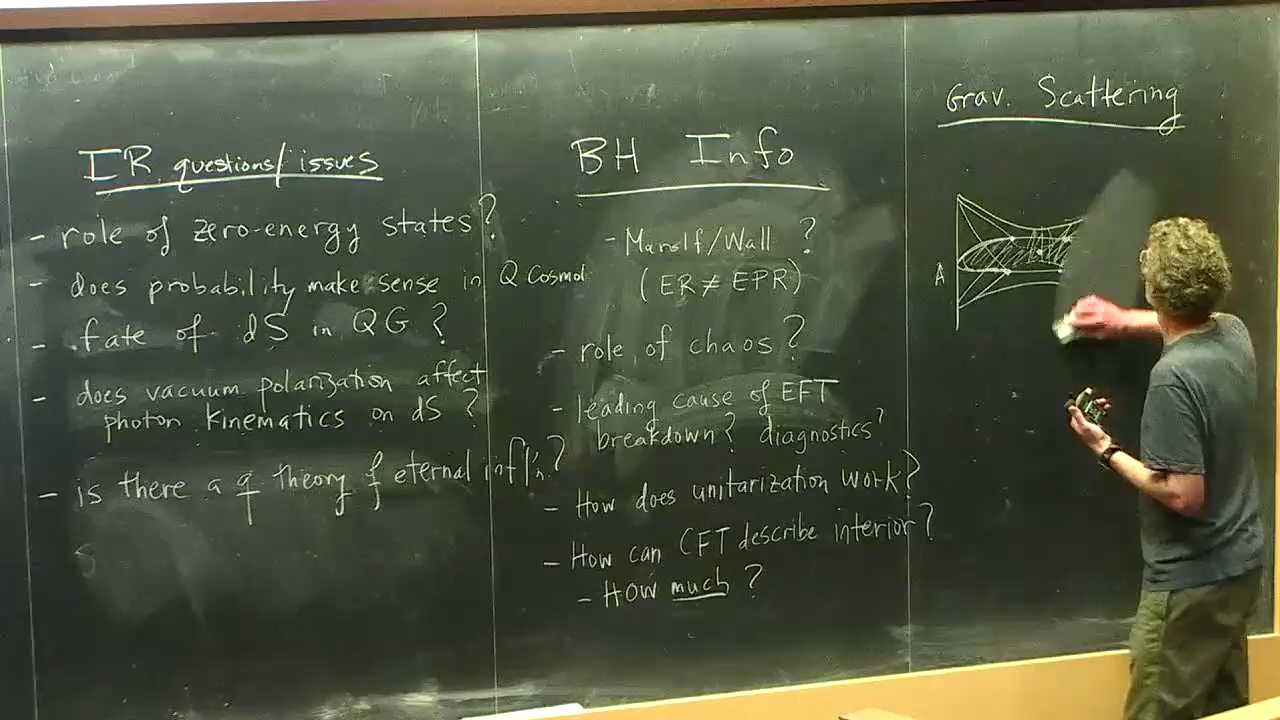 IR questions/issues
- role of zero-energy states?
- does probability make sense in Q Cosmol
- fate of dS in QG?
- does vacuum polarization affect
photon kinematics on dS ?
- is there a q theory of eternal infl'n?
BH Info
- Marolf/Wall ?
(ER ≠ EPR)
- role of chaos?
- leading cause of EFT
breakdown? diagnostics?
- How does unitarization work?
- How can CFT describe interior?
- How much ?
Grav. Scattering
A